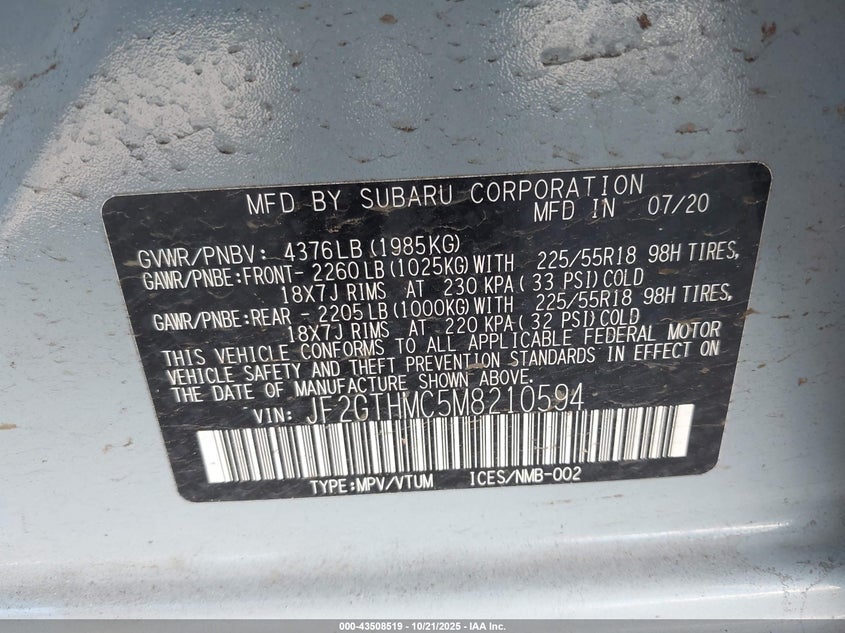 MFD BY SUBARU CORPORATION
MFD IN 07/20
GVWR/PNBV: 4376LB(1985KG)
GAWR/PNBE:FRONT- 2260LB(1025KG)WITH 225/55R18 98H TIRES,
18X7J RIMS AT 230 KPA( 33 PSI)COLD
GAWR/PNBE:REAR - 2205LB(1000KG)WITH 225/55R18 98H TIRES,
18X7J RIMS AT 220 KPA( 32 PSI)COLD
THIS VEHICLE CONFORMS TO ALL APPLICABLE FEDERAL MOTOR
VEHICLE SAFETY AND THEFT PREVENTION STANDARDS IN EFFECT ON
THE DATE OF MANUFACTURE SHOWN ABOVE.
VIN: JF2GTHMC5M8210594
TYPE:MPV/VTUM ICES/NMB-002
000-43508519 - 10/21/2025 - IAA Inc.